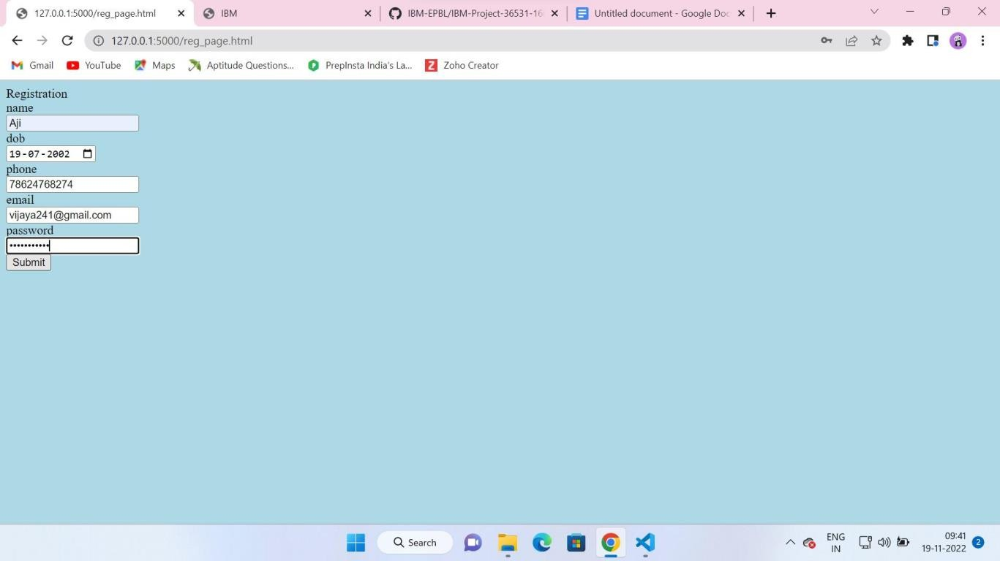 127.0.0.1:5000/reg_page.html
IBM
IBM-EPBL/IBM-Project-36531-16
Untitled document - Google Doc
127.0.0.1:5000/reg_page.html
Gmail
YouTube
Maps
Aptitude Questions...
PrepInsta India's La...
Zoho Creator
Registration
name
Aji
dob
19-07-2002
phone
78624768274
email
vijaya241@gmail.com
password
•••••••••••
Submit
Search
ENG
IN
09:41
19-11-2022
2